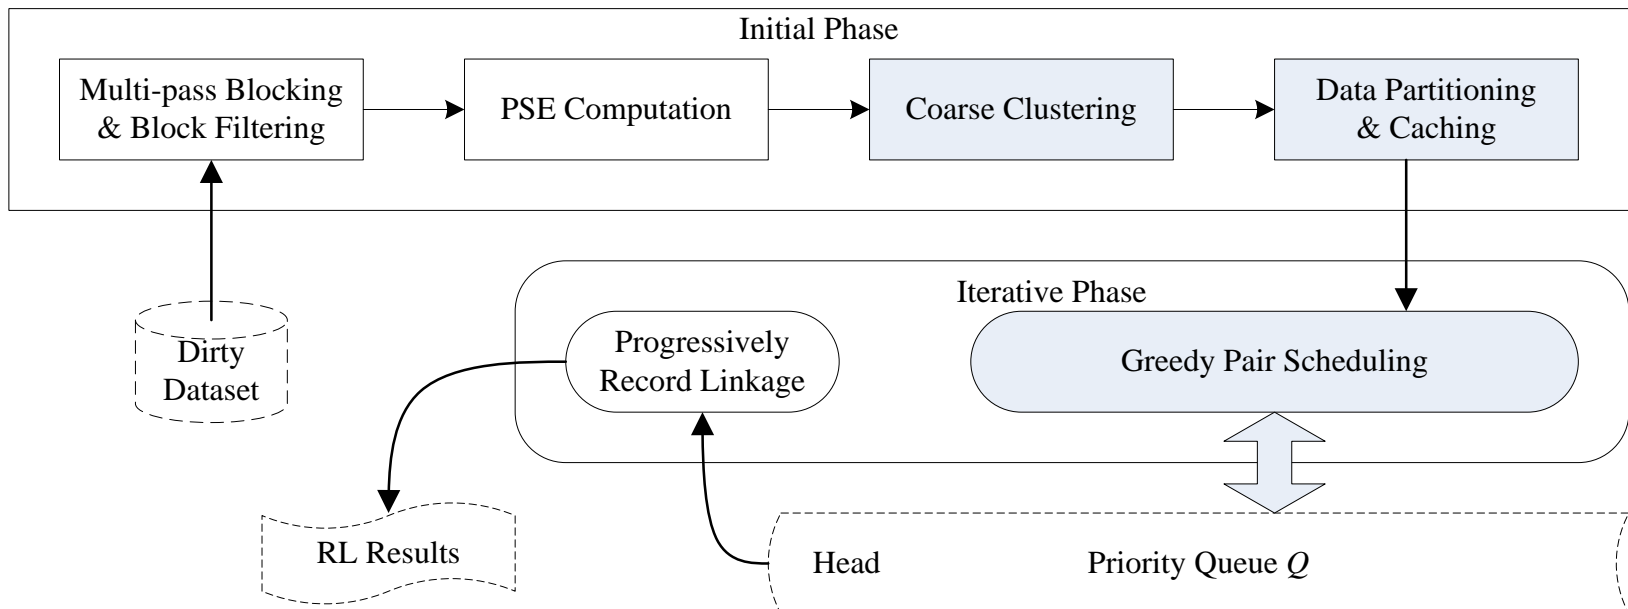 Initial Phase
Multi-pass Blocking
& Block Filtering
PSE Computation
Coarse Clustering
Data Partitioning
& Caching
Iterative Phase
Dirty
Dataset
Progressively
Record Linkage
Greedy Pair Scheduling
RL Results
Head
Priority Queue Q